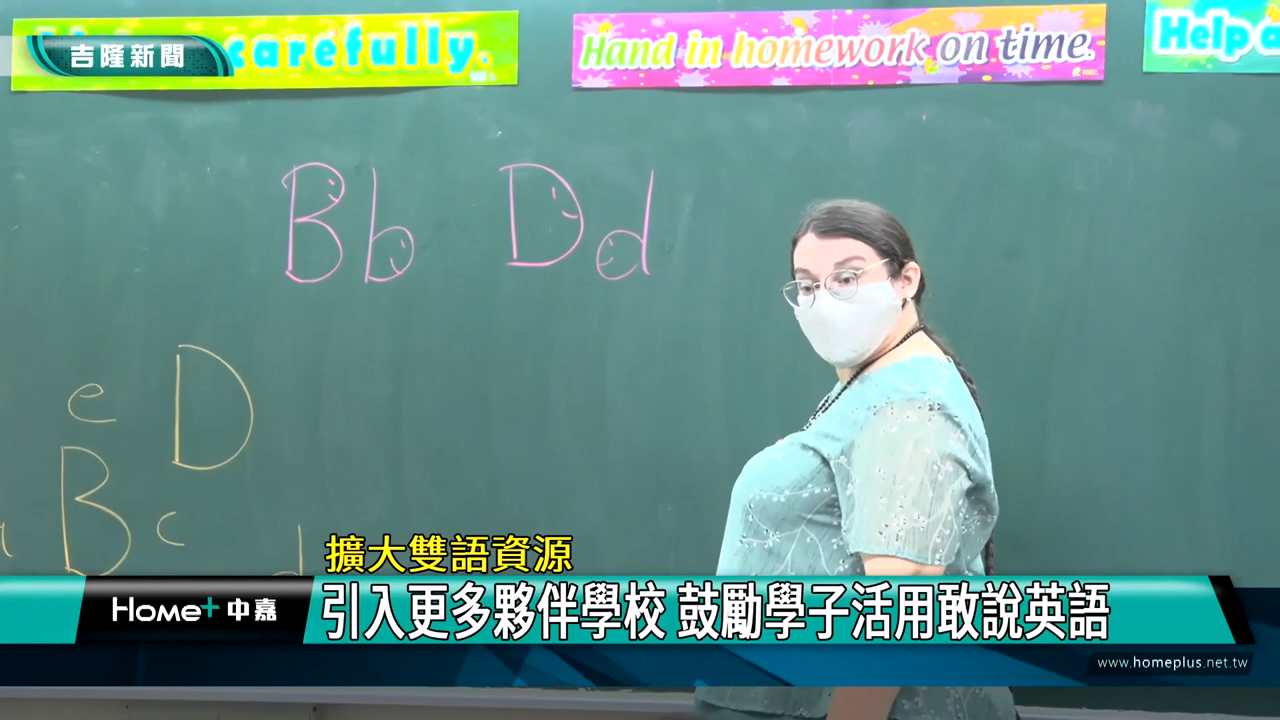 吉隆新聞
carefully.
Hand in homework on time.
Help
Bb Dd
e D
B c
d
擴大雙語資源
Home+中嘉
引入更多夥伴學校 鼓勵學子活用敢說英語
www.homeplus.net.tw